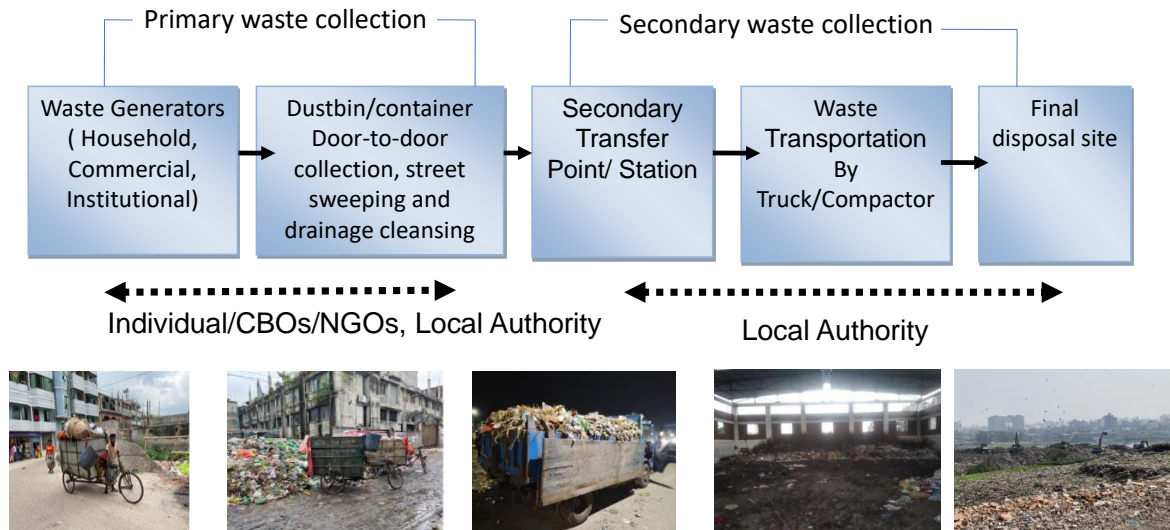 Primary waste collection
Secondary waste collection
Waste Generators
( Household,
Commercial,
Institutional)
Dustbin/container
Door-to-door
collection, street
sweeping and
drainage cleansing
Secondary
Transfer
Point/ Station
Waste
Transportation
By
Truck/Compactor
Final
disposal site
Individual/CBOs/NGOs, Local Authority
Local Authority